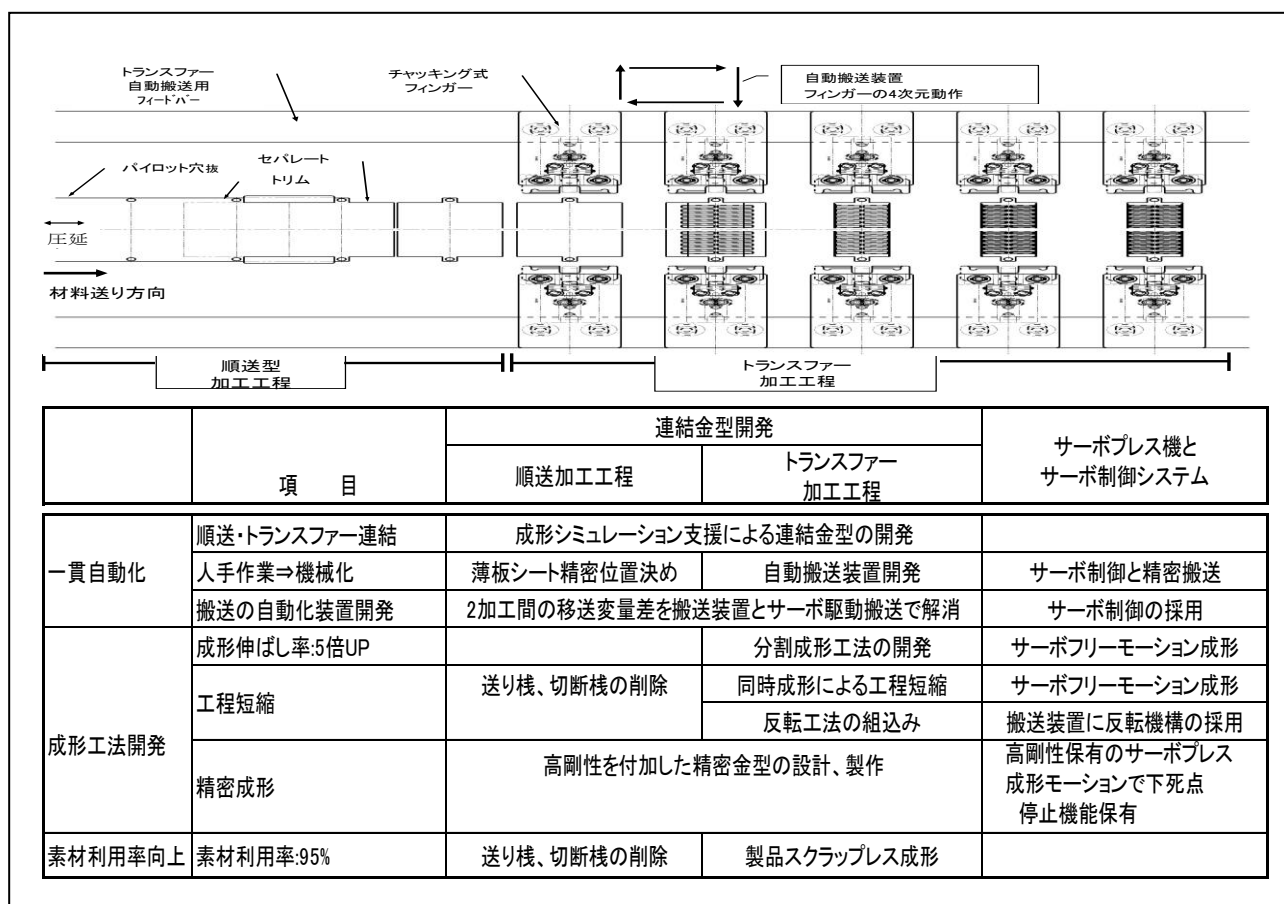 トランスファー
自動搬送用
フィードバー
チャッキング式
フィンガー
自動搬送装置
フィンガーの4次元動作
パイロット穴抜
セパレート
トリム
圧延
材料送り方向
順送型
加工工程
トランスファー
加工工程
項　目
連結金型開発
順送加工工程
トランスファー
加工工程
サーボプレス機と
サーボ制御システム
一貫自動化
順送・トランスファー連結
成形シミュレーション支援による連結金型の開発
人手作業⇒機械化
薄板シート精密位置決め
自動搬送装置開発
サーボ制御と精密搬送
搬送の自動化装置開発
2加工間の移送変量差を搬送装置とサーボ駆動搬送で解消
サーボ制御の採用
成形工法開発
成形伸ばし率:5倍UP
分割成形工法の開発
サーボフリーモーション成形
工程短縮
送り桟、切断桟の削除
同時成形による工程短縮
サーボフリーモーション成形
反転工法の組込み
搬送装置に反転機構の採用
精密成形
高剛性を付加した精密金型の設計、製作
高剛性保有のサーボプレス
成形モーションで下死点
停止機能保有
素材利用率向上
素材利用率:95%
送り桟、切断桟の削除
製品スクラップレス成形